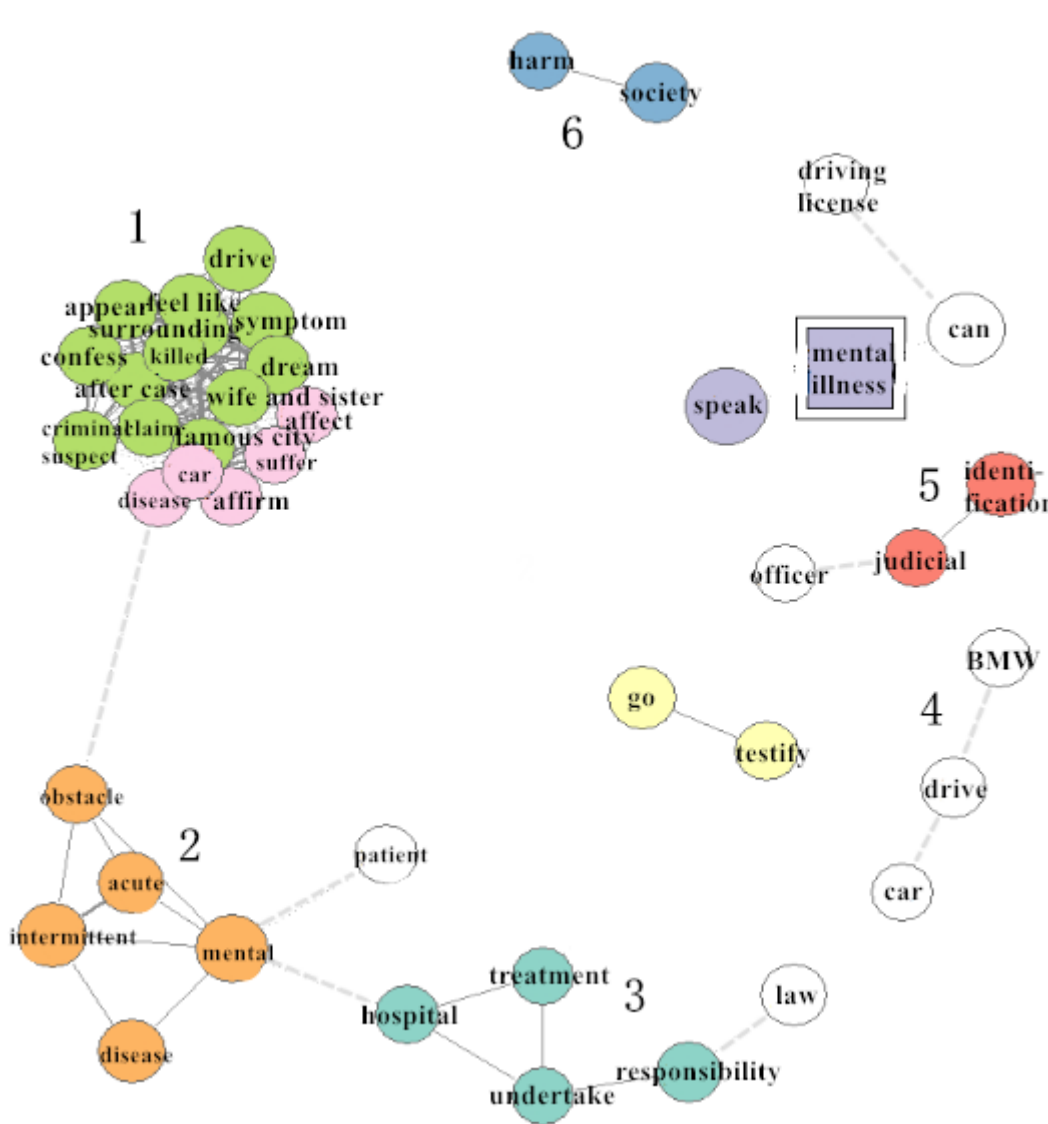 harm
society
6
driving
license
1
drive
appear
feel like
surrounding
symptom
can
confess
killed
dream
mental
illness
after case
wife and sister
speak
affect
criminal
suspect
claim
famous city
suffer
car
disease
affirm
5
identi-
fication
judicial
officer
BMW
go
4
testify
drive
obstacle
2
patient
acute
car
intermittent
mental
treatment
3
law
hospital
disease
responsibility
undertake